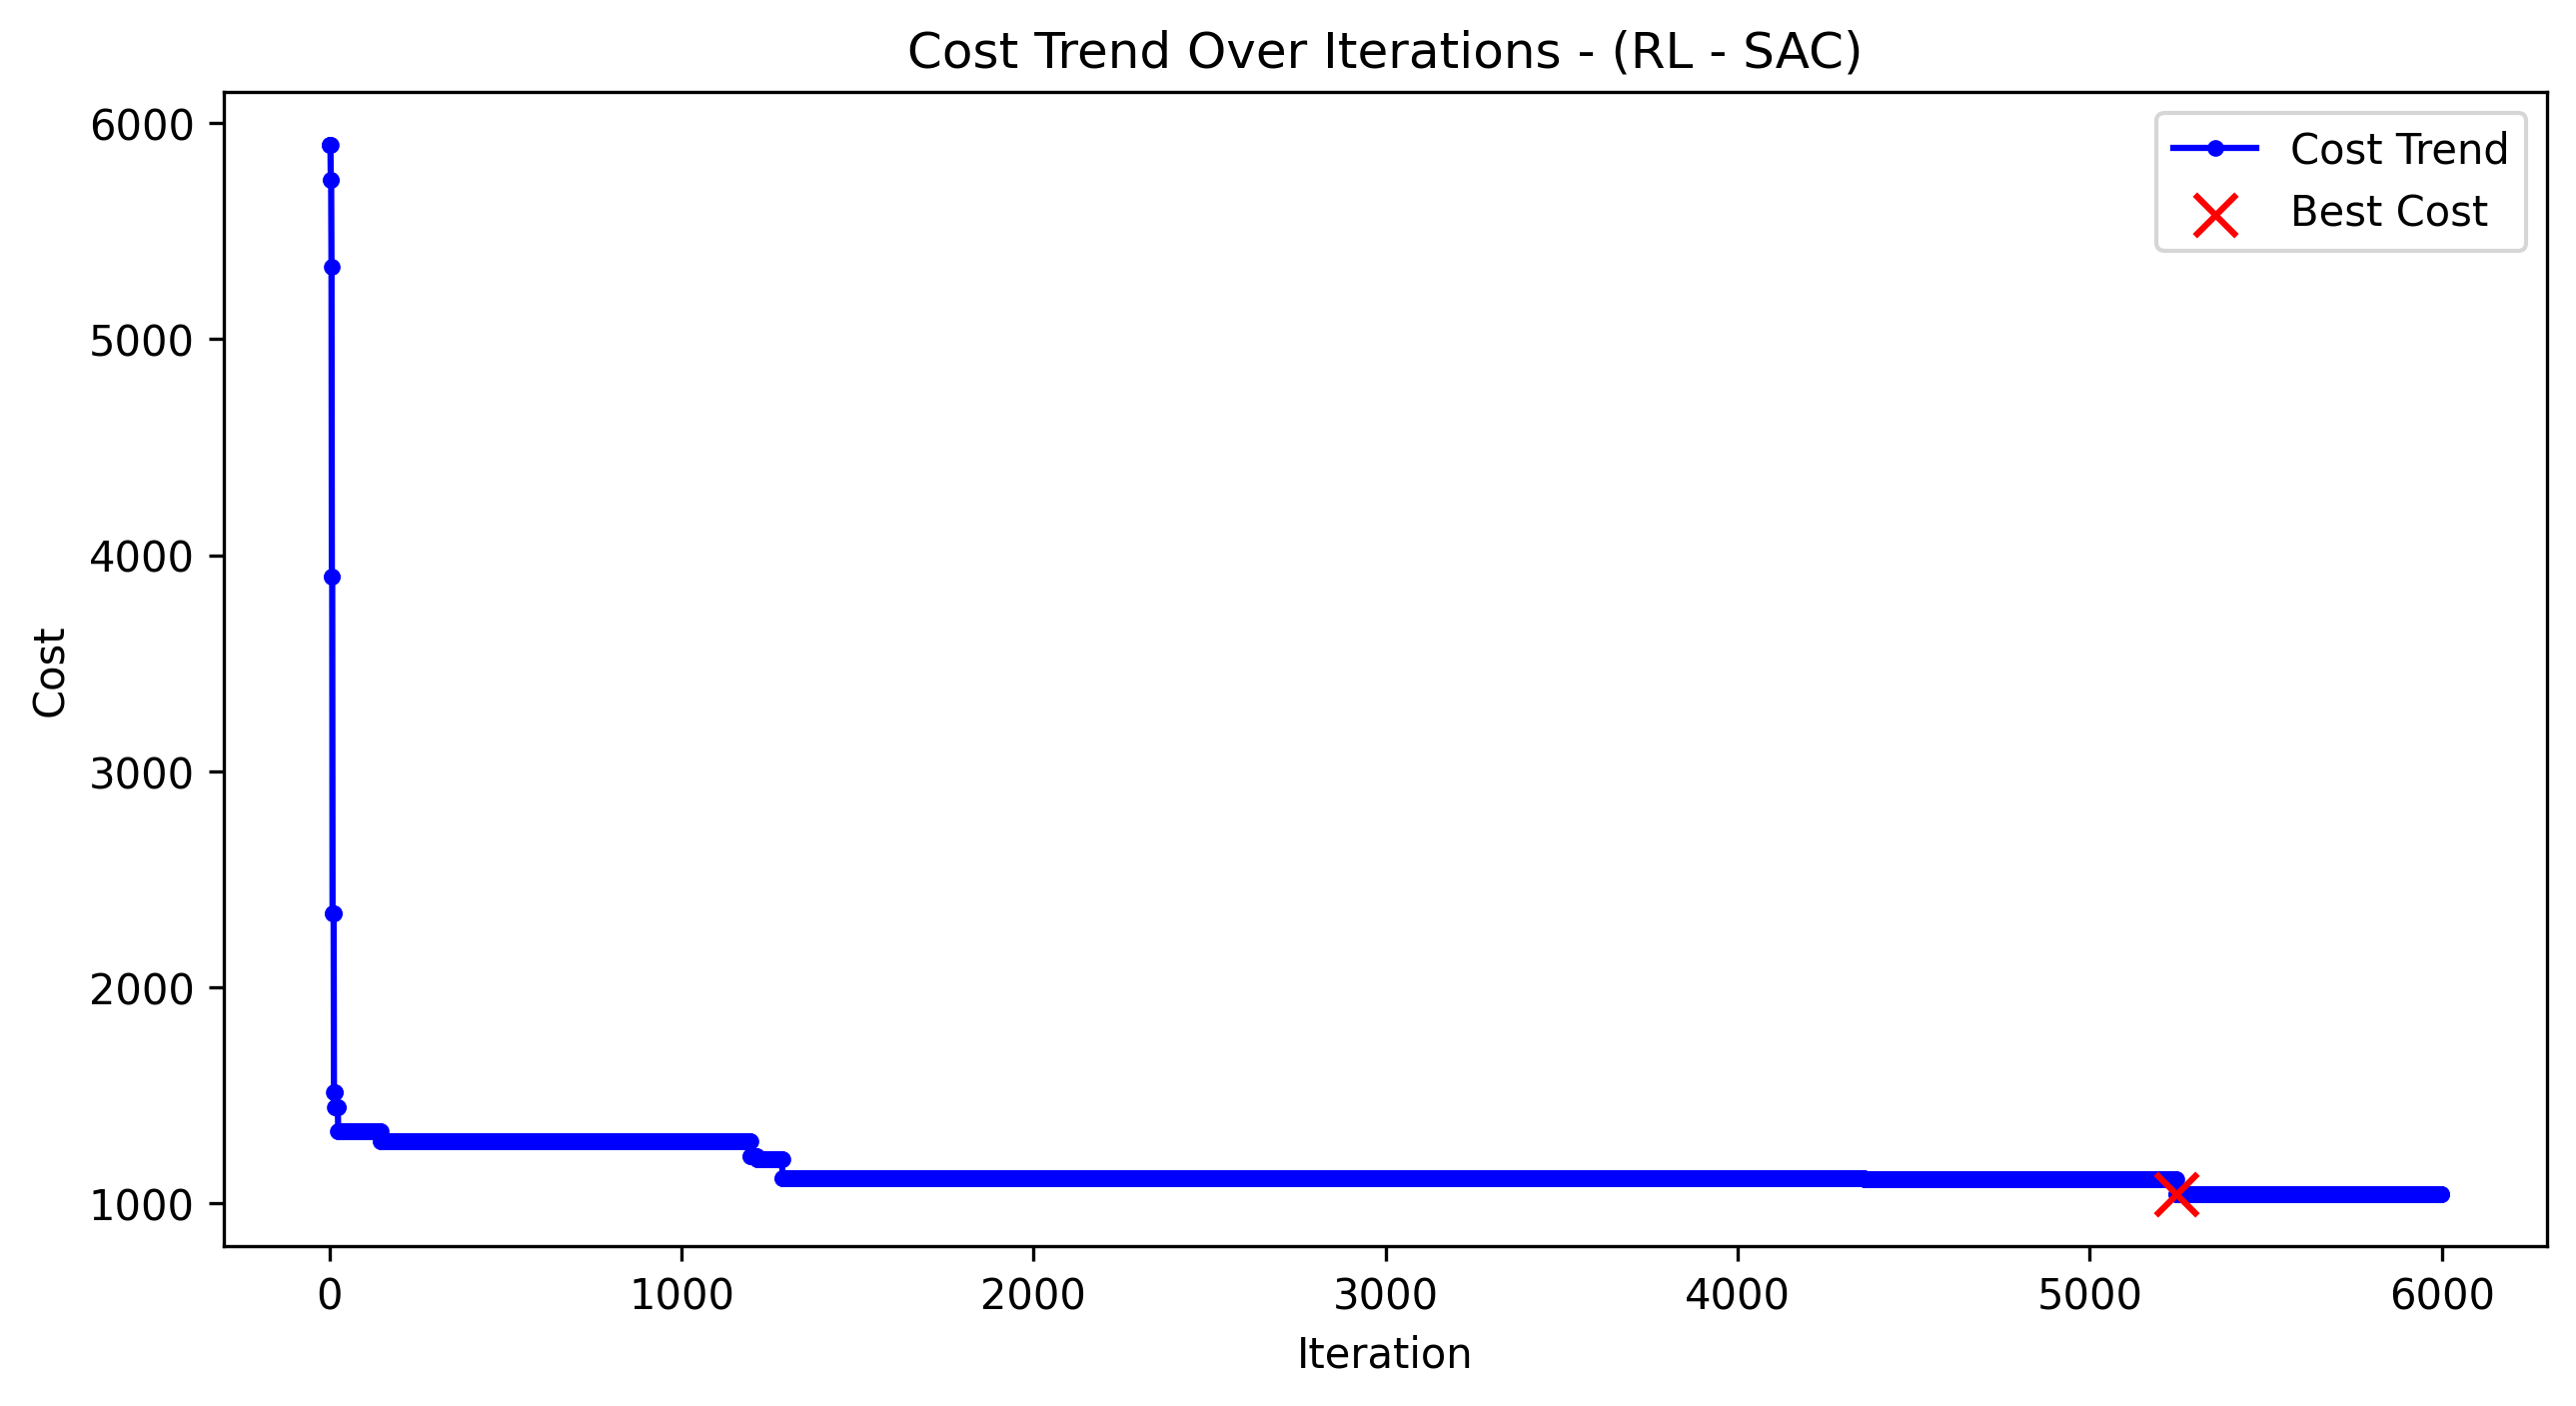 Cost Trend Over Iterations - (RL - SAC)
Cost Trend
Best Cost
6000
5000
4000
3000
2000
1000
Cost
0 1000 2000 3000 4000 5000 6000
Iteration